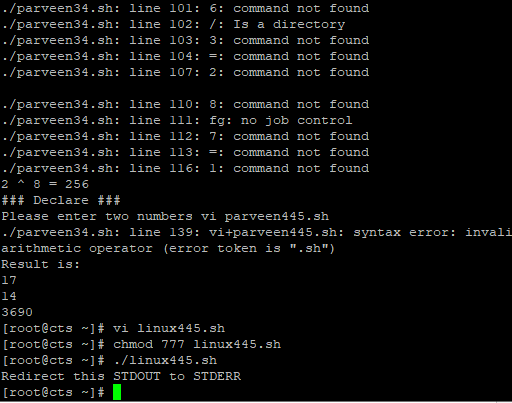 ./parveen34.sh: line 101: 6: command not found
./parveen34.sh: line 102: /: Is a directory
./parveen34.sh: line 103: 3: command not found
./parveen34.sh: line 104: =: command not found
./parveen34.sh: line 107: 2: command not found
./parveen34.sh: line 110: 8: command not found
./parveen34.sh: line 111: fg: no job control
./parveen34.sh: line 112: 7: command not found
./parveen34.sh: line 113: =: command not found
./parveen34.sh: line 116: 1: command not found
2 ^ 8 = 256
### Declare ###
Please enter two numbers vi parveen445.sh
./parveen34.sh: line 139: vi+parveen445.sh: syntax error: invali
arithmetic operator (error token is ".sh")
Result is:
17
14
3690
[root@cts ~]# vi linux445.sh
[root@cts ~]# chmod 777 linux445.sh
[root@cts ~]# ./linux445.sh
Redirect this STDOUT to STDERR
[root@cts ~]#